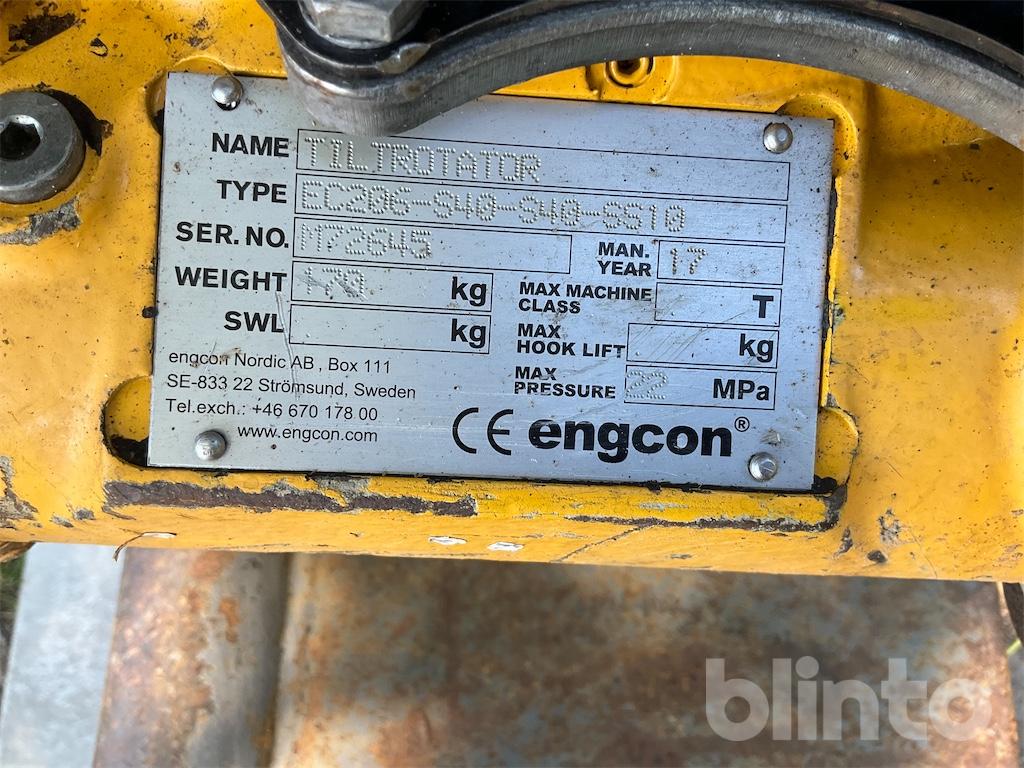 NAME TILTROTATOR
TYPE EC206-S40-S40-SS10
SER. NO. M72645
MAN. YEAR 17
WEIGHT kg
MAX MACHINE CLASS T
SWL kg
MAX HOOK LIFT kg
MAX PRESSURE 22 MPa
engcon Nordic AB, Box 111
SE-833 22 Strömsund, Sweden
Tel.exch.: +46 670 178 00
www.engcon.com
CE engcon®
blinto